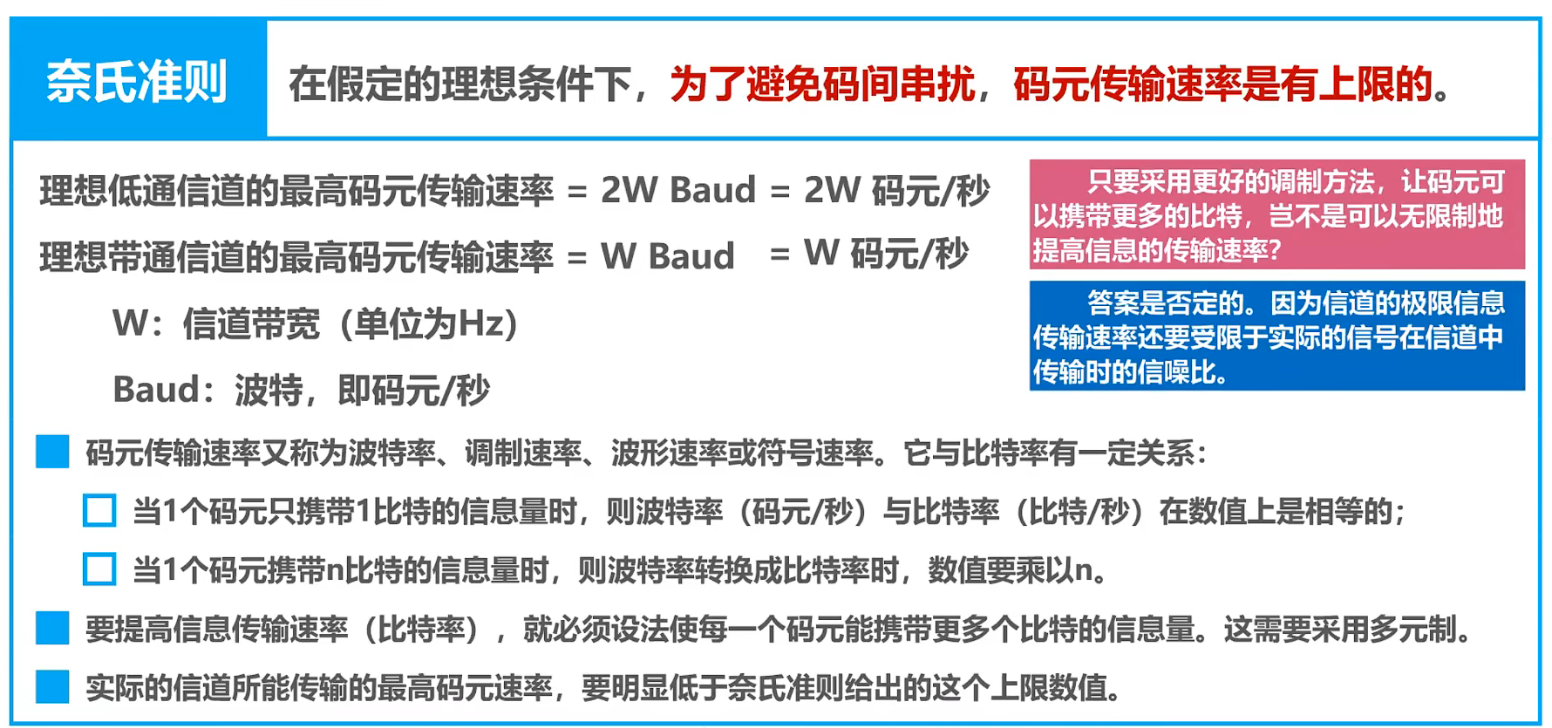 奈氏准则
在假定的理想条件下，为了避免码间串扰，码元传输速率是有上限的。
理想低通信道的最高码元传输速率 = 2W Baud = 2W 码元/秒
理想带通信道的最高码元传输速率 = W Baud = W 码元/秒
W：信道带宽（单位为Hz）
Baud：波特，即码元/秒
只要采用更好的调制方法，让码元可
以携带更多的比特，岂不是可以无限制地
提高信息的传输速率？
答案是否定的。因为信道的极限信息
传输速率还要受限于实际的信号在信道中
传输时的信噪比。
码元传输速率又称为波特率、调制速率、波形速率或符号速率。它与比特率有一定关系：
当1个码元只携带1比特的信息量时，则波特率（码元/秒）与比特率（比特/秒）在数值上是相等的；
当1个码元携带n比特的信息量时，则波特率转换成比特率时，数值要乘以n。
要提高信息传输速率（比特率），就必须设法使每一个码元能携带更多个比特的信息量。这需要采用多元制。
实际的信道所能传输的最高码元速率，要明显低于奈氏准则给出的这个上限数值。